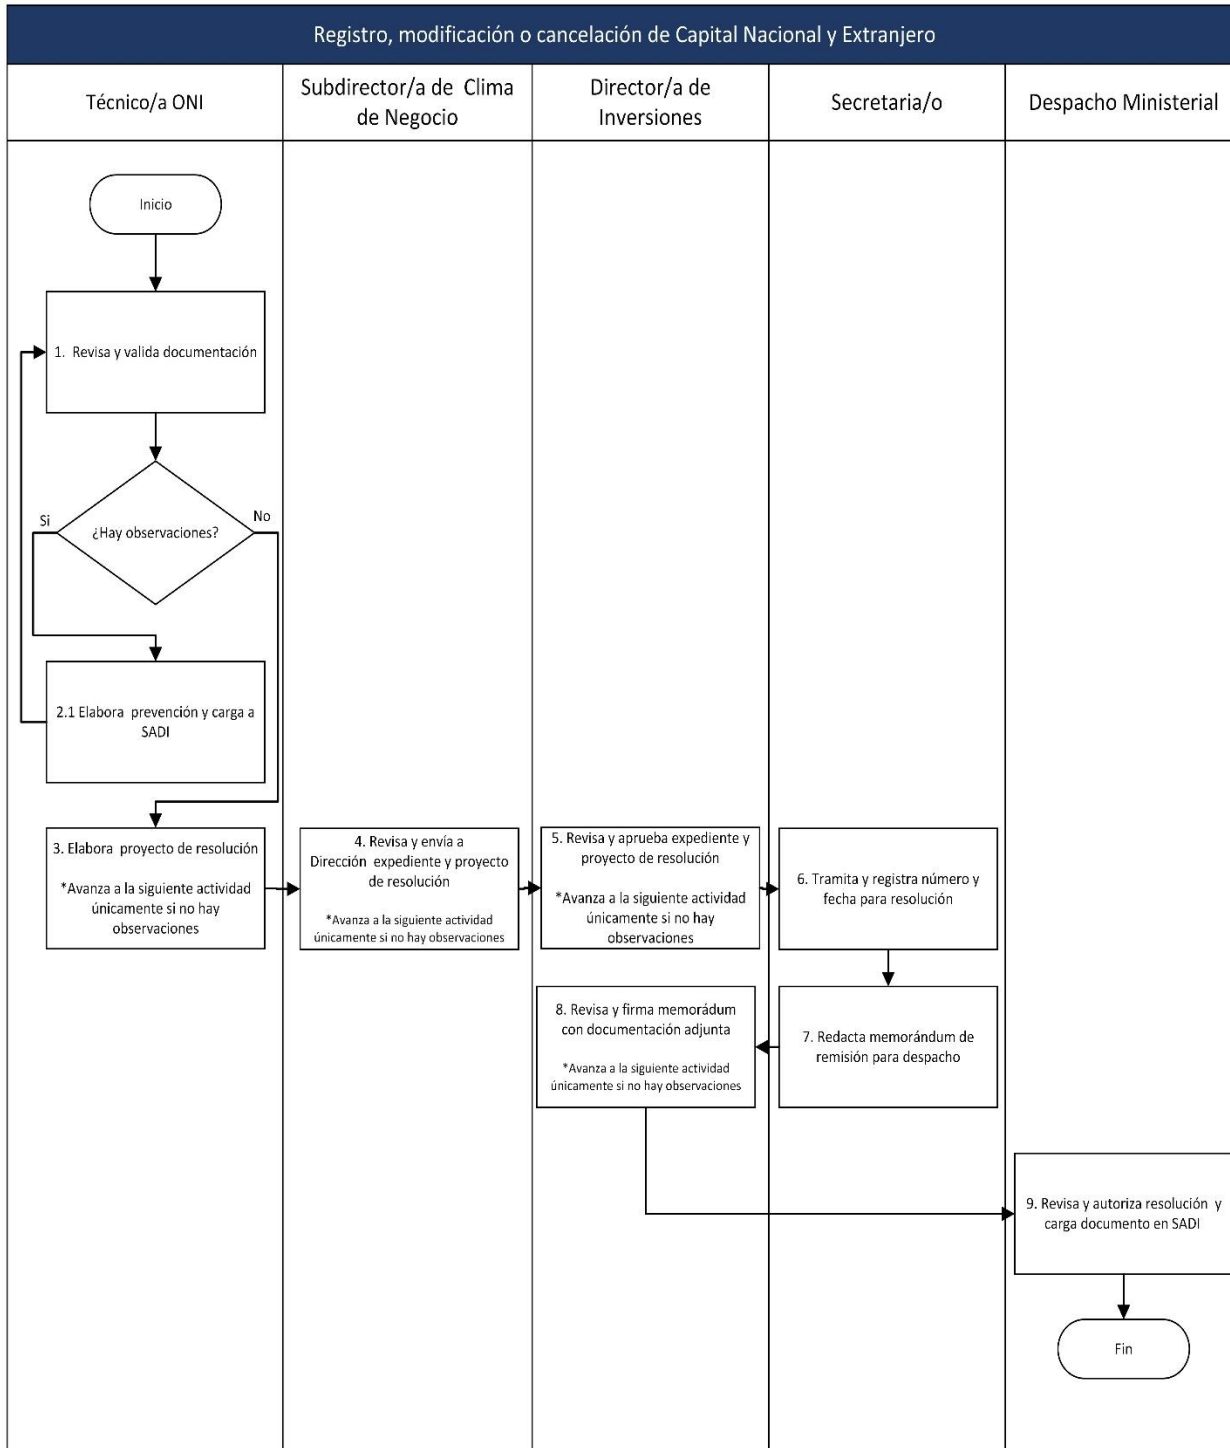 Registro, modificación o cancelación de Capital Nacional y Extranjero
Técnico/a ONI
Subdirector/a de Clima
de Negocio
Director/a de
Inversiones
Secretaria/o
Despacho Ministerial
Inicio
1. Revisa y valida documentación
Si
¿Hay observaciones?
No
2.1 Elabora prevención y carga a
SADI
3. Elabora proyecto de resolución
*Avanza a la siguiente actividad
únicamente si no hay
observaciones
4. Revisa y envía a
Dirección expediente y proyecto
de resolución
*Avanza a la siguiente actividad
únicamente si no hay observaciones
5. Revisa y aprueba expediente y
proyecto de resolución
*Avanza a la siguiente actividad
únicamente si no hay
observaciones
6. Tramita y registra número y
fecha para resolución
8. Revisa y firma memorádum
con documentación adjunta
*Avanza a la siguiente actividad
únicamente si no hay observaciones
7. Redacta memorándum de
remisión para despacho
9. Revisa y autoriza resolución y
carga documento en SADI
Fin